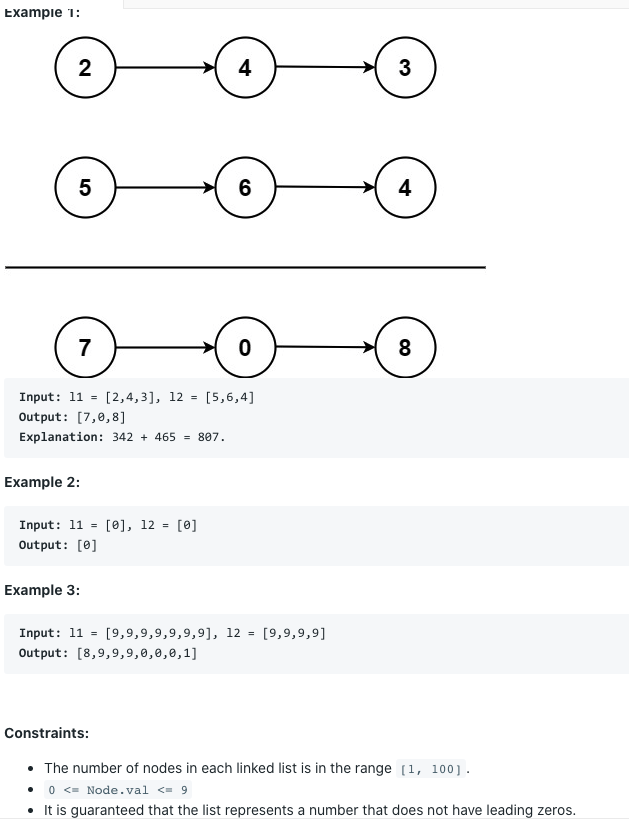 Example 1:
2 4 3
5 6 4
7 0 8
Input: l1 = [2,4,3], l2 = [5,6,4]
Output: [7,0,8]
Explanation: 342 + 465 = 807.
Example 2:
Input: l1 = [0], l2 = [0]
Output: [0]
Example 3:
Input: l1 = [9,9,9,9,9,9,9], l2 = [9,9,9,9]
Output: [8,9,9,9,0,0,0,1]
Constraints:
The number of nodes in each linked list is in the range [1, 100].
0 <= Node.val <= 9
It is guaranteed that the list represents a number that does not have leading zeros.